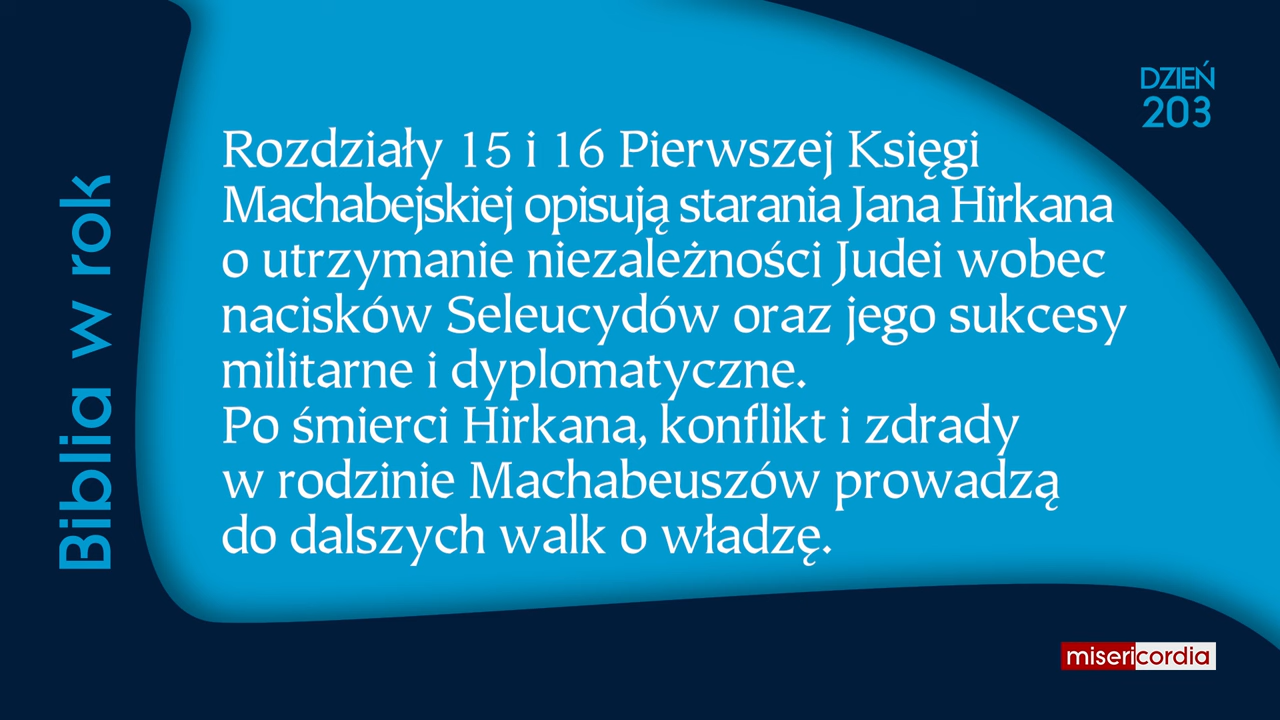 DZIEŃ
203
Biblia w rok
Rozdziały 15 i 16 Pierwszej Księgi
Machabejskiej opisują starania Jana Hirkana
o utrzymanie niezależności Judei wobec
nacisków Seleucydów oraz jego sukcesy
militarne i dyplomatyczne.
Po śmierci Hirkana, konflikt i zdrady
w rodzinie Machabeuszów prowadzą
do dalszych walk o władzę.
misericordia